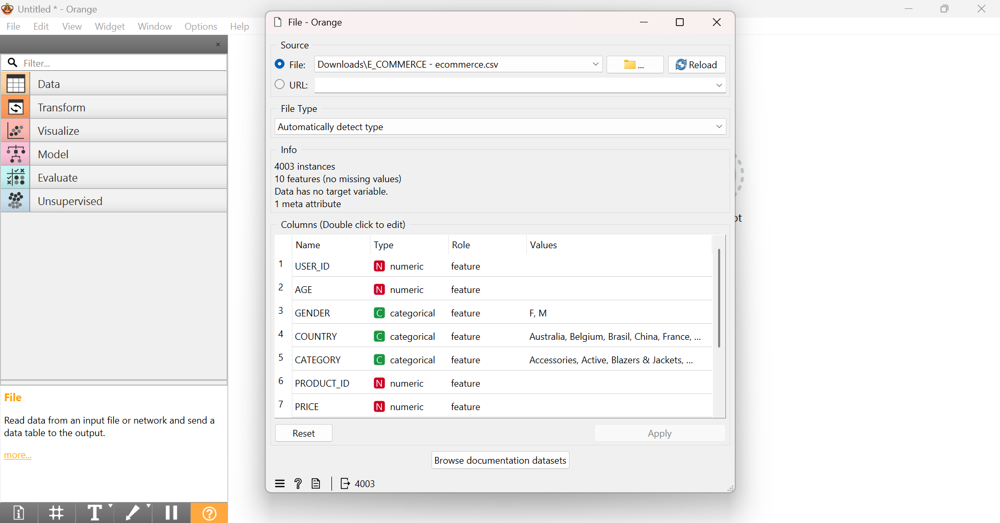 Untitled * - Orange
File Edit View Widget Window Options Help
Filter...
Data
Transform
Visualize
Model
Evaluate
Unsupervised
File
Read data from an input file or network and send a
data table to the output.
more...
File - Orange
Source
File: Downloads\E_COMMERCE - ecommerce.csv ... Reload
URL:
File Type
Automatically detect type
Info
4003 instances
10 features (no missing values)
Data has no target variable.
1 meta attribute
Columns (Double click to edit)
Name Type Role Values
1 USER_ID N numeric feature
2 AGE N numeric feature
3 GENDER C categorical feature F, M
4 COUNTRY C categorical feature Australia, Belgium, Brasil, China, France, ...
5 CATEGORY C categorical feature Accessories, Active, Blazers & Jackets, ...
6 PRODUCT_ID N numeric feature
7 PRICE N numeric feature
Reset Apply
Browse documentation datasets
? 4003
ot
T ?